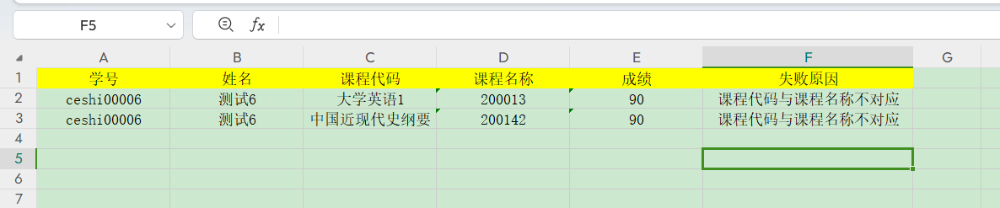 F5 fx
A B C D E F G
1 学号 姓名 课程代码 课程名称 成绩 失败原因
2 ceshi00006 测试6 大学英语1 200013 90 课程代码与课程名称不对应
3 ceshi00006 测试6 中国近现代史纲要 200142 90 课程代码与课程名称不对应
4
5
6
7